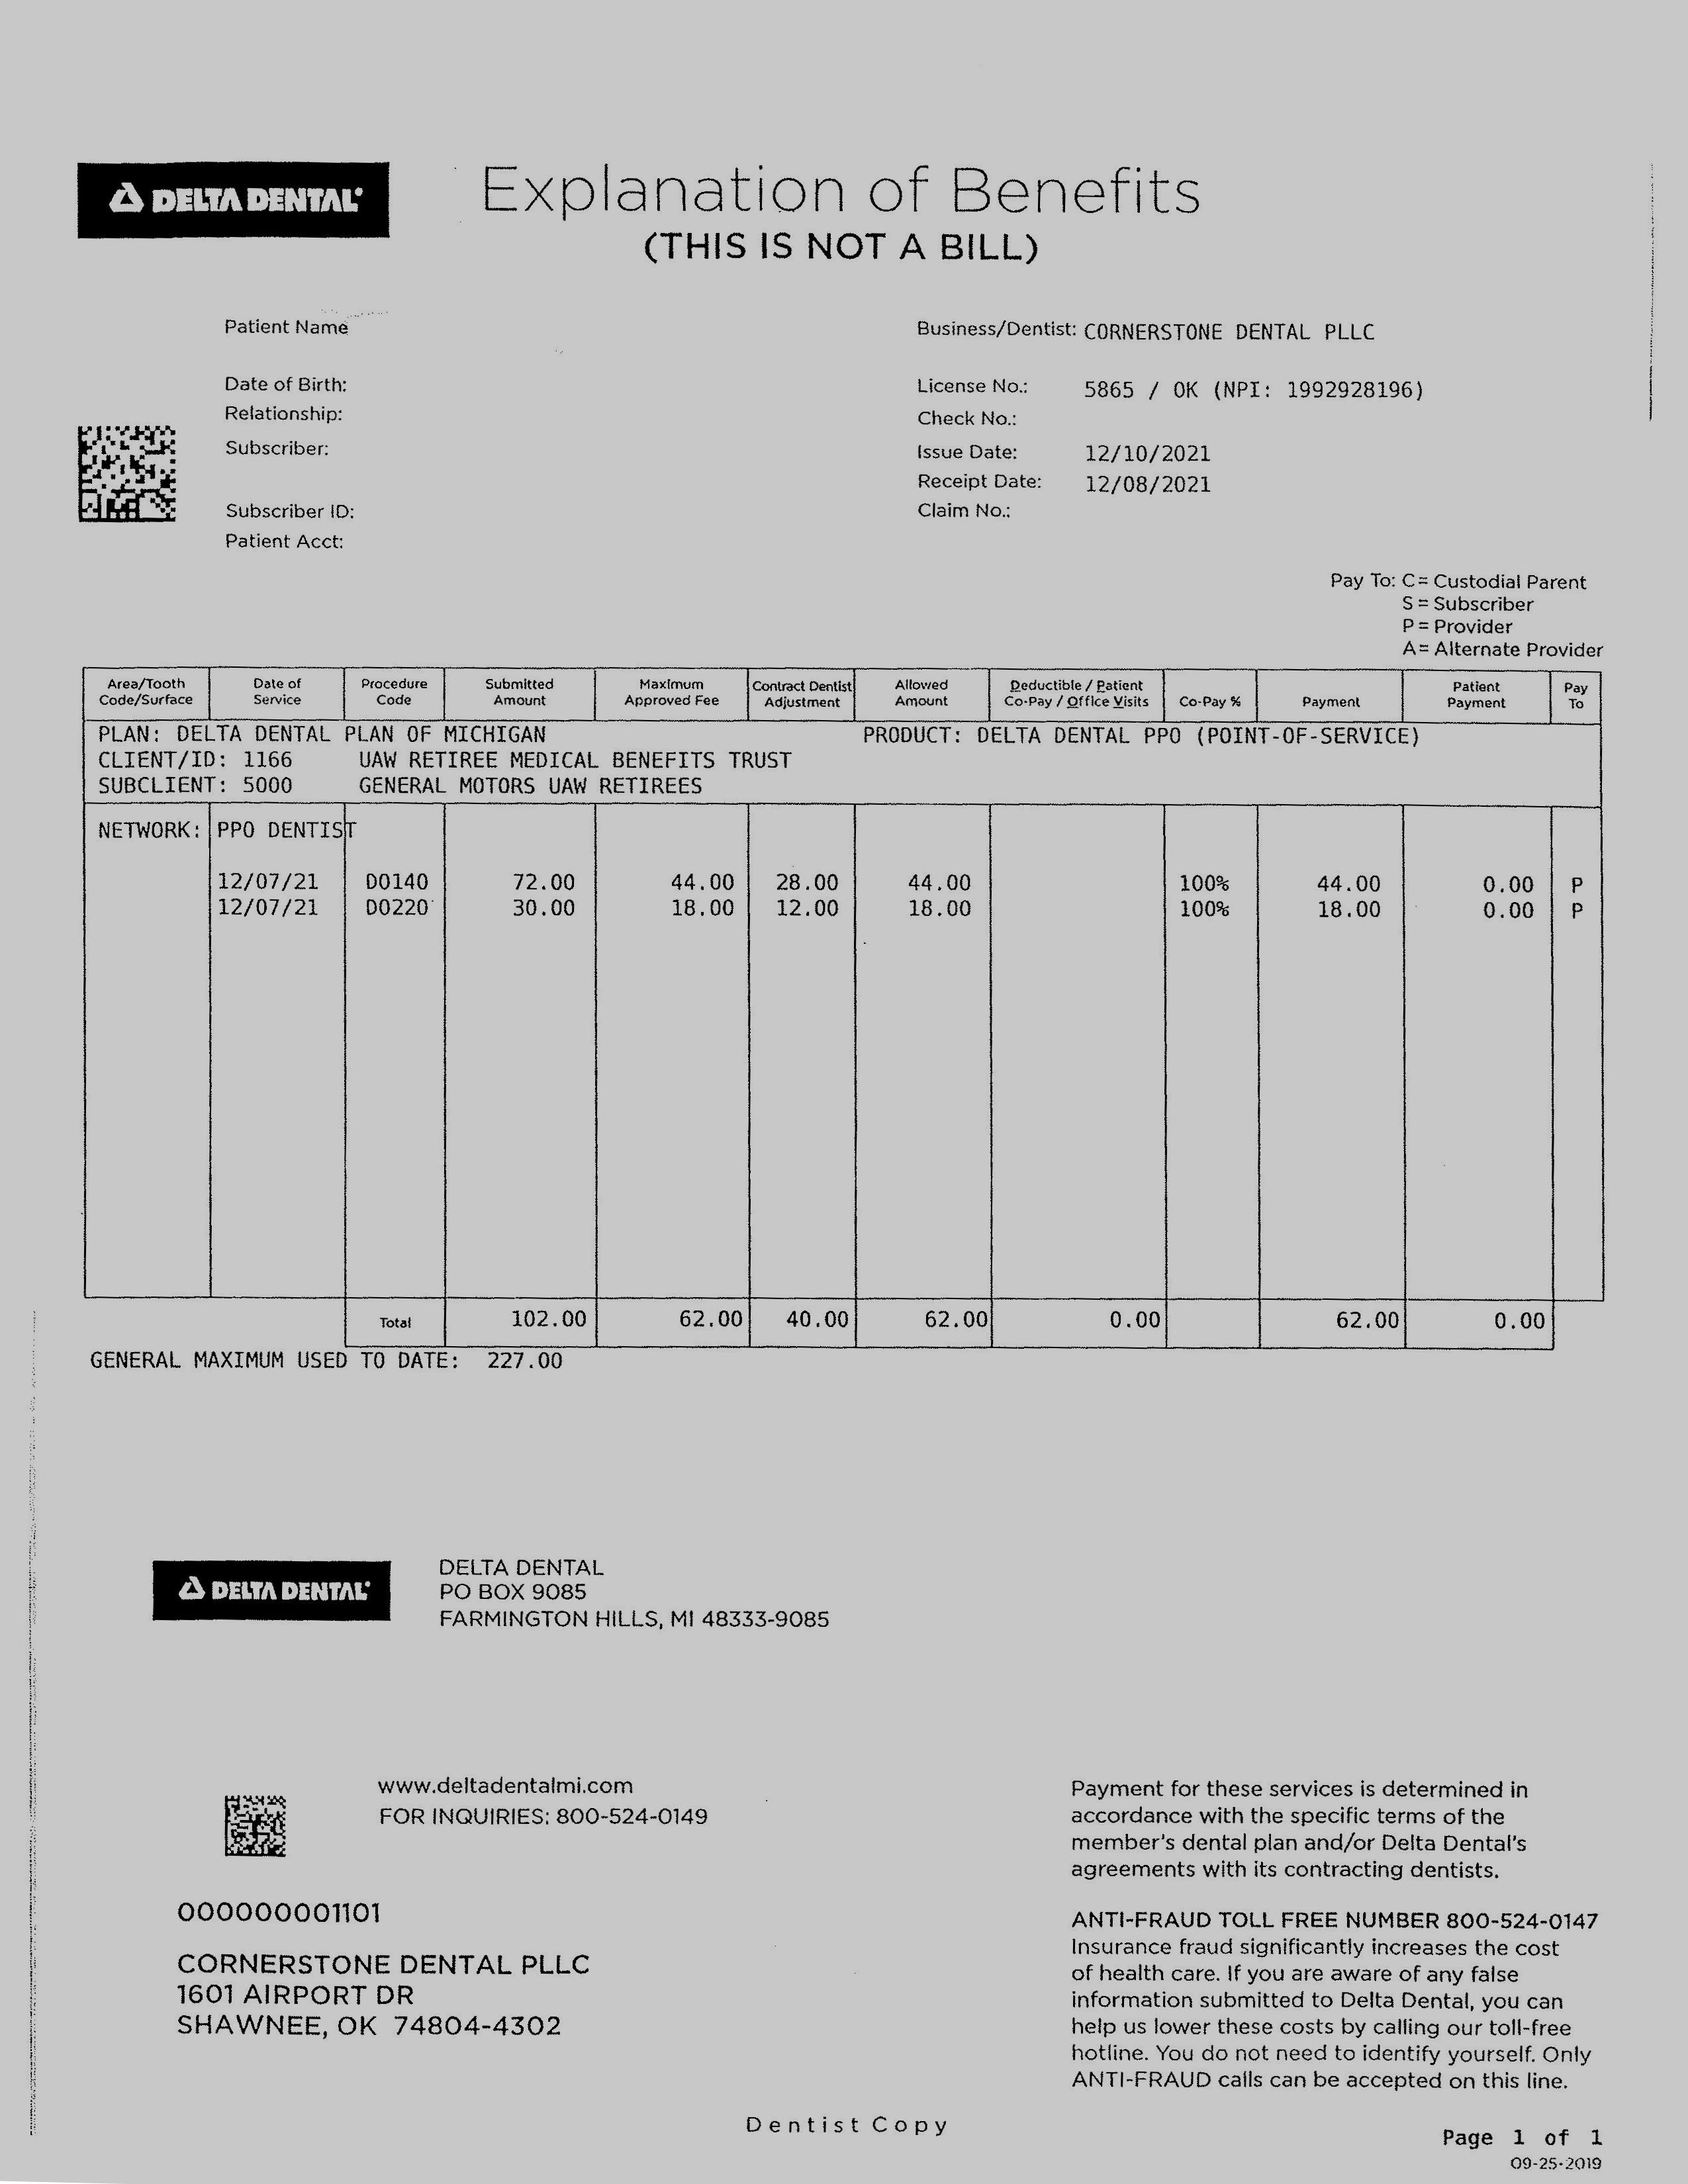 DELTA DENTAL
Explanation of Benefits
(THIS IS NOT A BILL)
Patient Name
Business/Dentist: CORNERSTONE DENTAL PLLC
Date of Birth:
License No.: 5865 / OK (NPI: 1992928196)
Relationship:
Check No.:
Subscriber:
Issue Date: 12/10/2021
Receipt Date: 12/08/2021
Subscriber ID:
Claim No.:
Patient Acct:
Pay To: C= Custodial Parent
S = Subscriber
P = Provider
A= Alternate Provider
Area/Tooth Code/Surface Date of Service Procedure Code Submitted Amount Maximum Approved Fee Contract Dentist Adjustment Allowed Amount Deductible / Patient Co-Pay / Office Visits Co-Pay % Payment Patient Payment Pay To
PLAN: DELTA DENTAL PLAN OF MICHIGAN PRODUCT: DELTA DENTAL PPO (POINT-OF-SERVICE)
CLIENT/ID: 1166 UAW RETIREE MEDICAL BENEFITS TRUST
SUBCLIENT: 5000 GENERAL MOTORS UAW RETIREES
NETWORK: PPO DENTIST
12/07/21 D0140 72.00 44.00 28.00 44.00 100% 44.00 0.00 P
12/07/21 D0220 30.00 18.00 12.00 18.00 100% 18.00 0.00 P
Total 102.00 62.00 40.00 62.00 0.00 62.00 0.00
GENERAL MAXIMUM USED TO DATE: 227.00
DELTA DENTAL
DELTA DENTAL
PO BOX 9085
FARMINGTON HILLS, MI 48333-9085
www.deltadentalmi.com
FOR INQUIRIES: 800-524-0149
000000001101
CORNERSTONE DENTAL PLLC
1601 AIRPORT DR
SHAWNEE, OK 74804-4302
Payment for these services is determined in
accordance with the specific terms of the
member's dental plan and/or Delta Dental's
agreements with its contracting dentists.
ANTI-FRAUD TOLL FREE NUMBER 800-524-0147
Insurance fraud significantly increases the cost
of health care. If you are aware of any false
information submitted to Delta Dental, you can
help us lower these costs by calling our toll-free
hotline. You do not need to identify yourself. Only
ANTI-FRAUD calls can be accepted on this line.
Dentist Copy
Page 1 of 1
09-25-2019